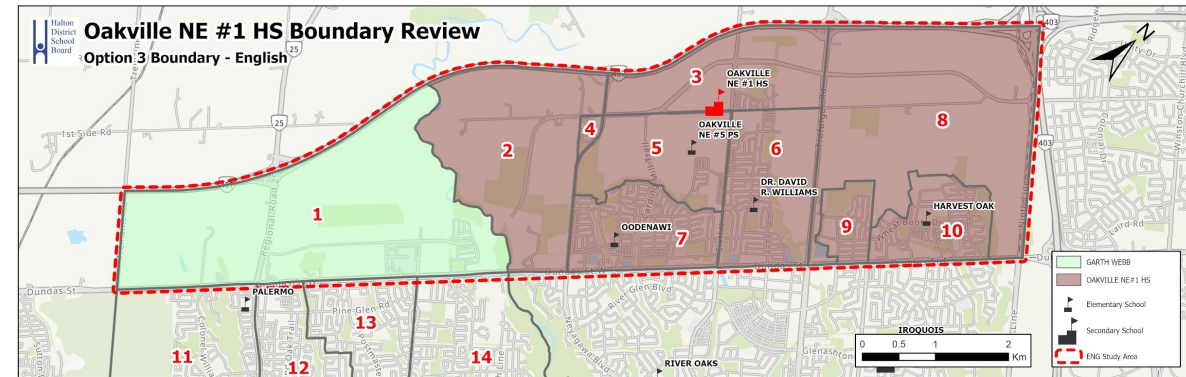 Halton
District
School
Board
Oakville NE #1 HS Boundary Review
Option 3 Boundary - English
25
403
N
1st Side Rd
25
3
OAKVILLE
NE #1 HS
OAKVILLE
NE #5 PS
4
2
5
6
8
403
DR. DAVID
R. WILLIAMS
HARVEST OAK
1
Regional Road 25
OODENAWI
7
9
10
Laird Rd
Dundas St
PALERMO
River Glen Blvd
Neyagawa Blvd
Pine Glen Rd
13
11
12
14
RIVER OAKS
IROQUOIS
Glenashton
0 0.5 1 2
Km
GARTH WEBB
OAKVILLE NE#1 HS
Elementary School
Secondary School
ENG Study Area